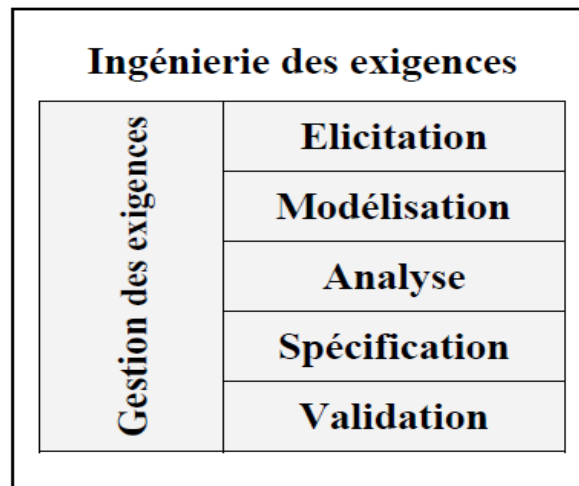 Ingénierie des exigences
Gestion des exigences
Elicitation
Modélisation
Analyse
Spécification
Validation